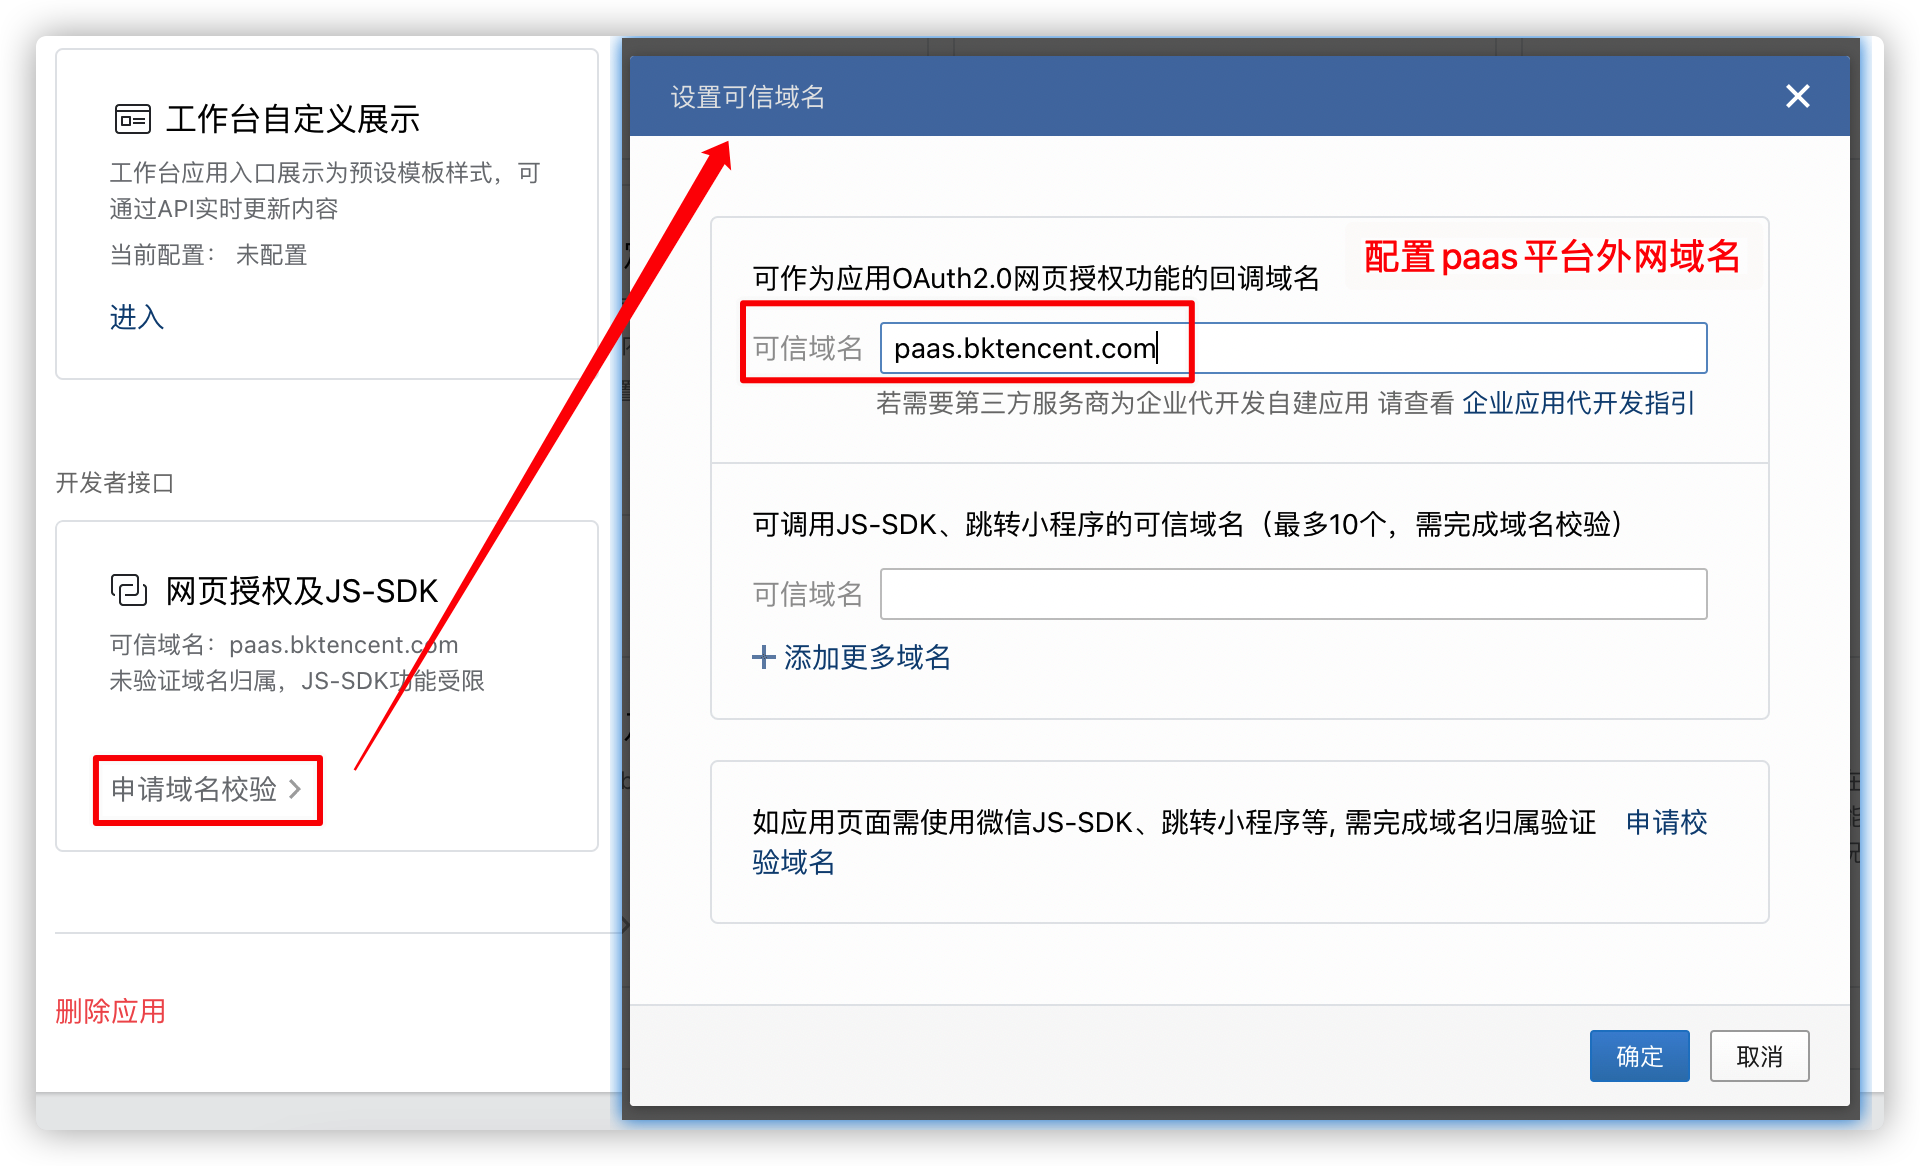 工作台自定义展示
工作台应用入口展示为预设模板样式，可
通过API实时更新内容
当前配置： 未配置
进入
开发者接口
网页授权及JS-SDK
可信域名：paas.bktencent.com
未验证域名归属，JS-SDK功能受限
申请域名校验
删除应用
设置可信域名
配置paas平台外网域名
可作为应用OAuth2.0网页授权功能的回调域名
可信域名 paas.bktencent.com
若需要第三方服务商为企业代开发自建应用 请查看 企业应用代开发指引
可调用JS-SDK、跳转小程序的可信域名（最多10个，需完成域名校验）
可信域名
添加更多域名
如应用页面需使用微信JS-SDK、跳转小程序等, 需完成域名归属验证 申请校
验域名
确定 取消